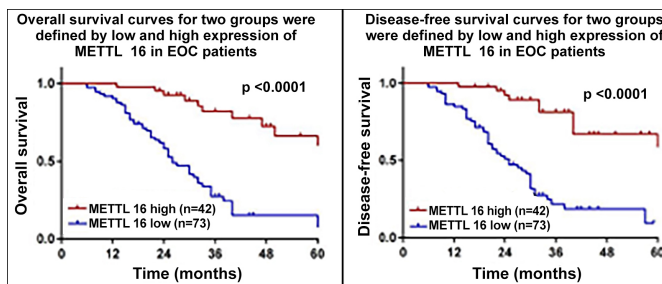 Overall survival curves for two groups were
defined by low and high expression of
METTL 16 in EOC patients
p <0.0001
Overall survival
1.0
0.5
0.0
METTL 16 high (n=42)
METTL 16 low (n=73)
0 12 24 36 48 60
Time (months)
Disease-free survival curves for two groups
were defined by low and high expression of
METTL 16 in EOC patients
p <0.0001
Disease-free survival
1.0
0.5
0.0
METTL 16 high (n=42)
METTL 16 low (n=73)
0 12 24 36 48 60
Time (months)